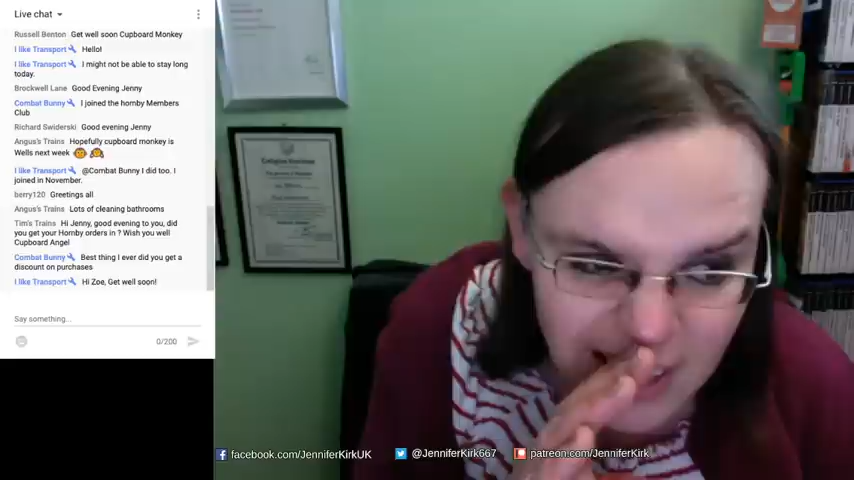 Live chat
Russell Benton Get well soon Cupboard Monkey
I like Transport Hello!
I like Transport I might not be able to stay long
today.
Brockwell Lane Good Evening Jenny
Combat Bunny I joined the hornby Members
Club
Richard Swiderski Good evening Jenny
Angus's Trains Hopefully cupboard monkey is
Wells next week
I like Transport @Combat Bunny I did too. I
joined in November.
berry120 Greetings all
Angus's Trains Lots of cleaning bathrooms
Tim's Trains Hi Jenny, good evening to you, did
you get your Hornby orders in ? Wish you well
Cupboard Angel
Combat Bunny Best thing I ever did you get a
discount on purchases
I like Transport Hi Zoe, Get well soon!
Say something...
0/200
facebook.com/JenniferKirkUK @JenniferKirk667 patreon.com/JenniferKirk